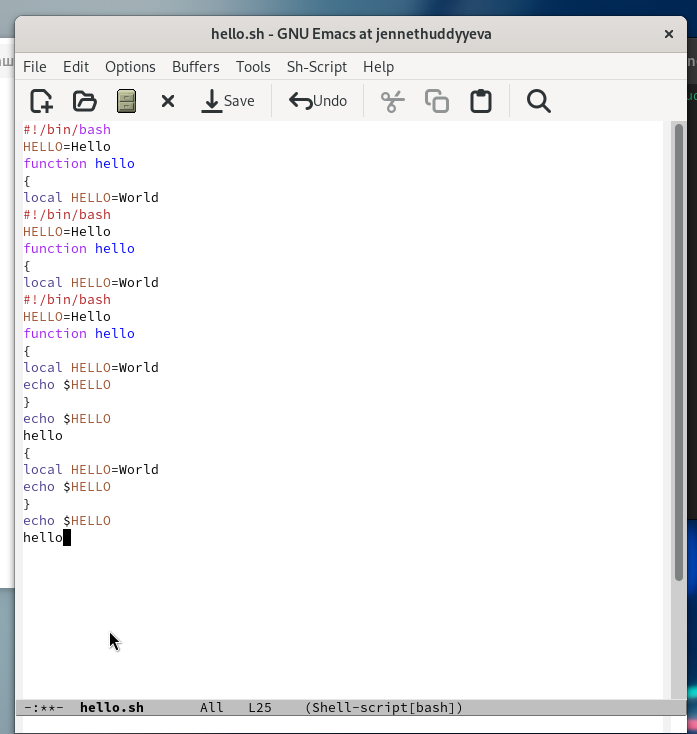 hello.sh - GNU Emacs at jennethuddyyeva
File Edit Options Buffers Tools Sh-Script Help
Save Undo
#!/bin/bash
HELLO=Hello
function hello
{
local HELLO=World
#!/bin/bash
HELLO=Hello
function hello
{
local HELLO=World
#!/bin/bash
HELLO=Hello
function hello
{
local HELLO=World
echo $HELLO
}
echo $HELLO
hello
{
local HELLO=World
echo $HELLO
}
echo $HELLO
hello
-:**- hello.sh All L25 (Shell-script[bash])